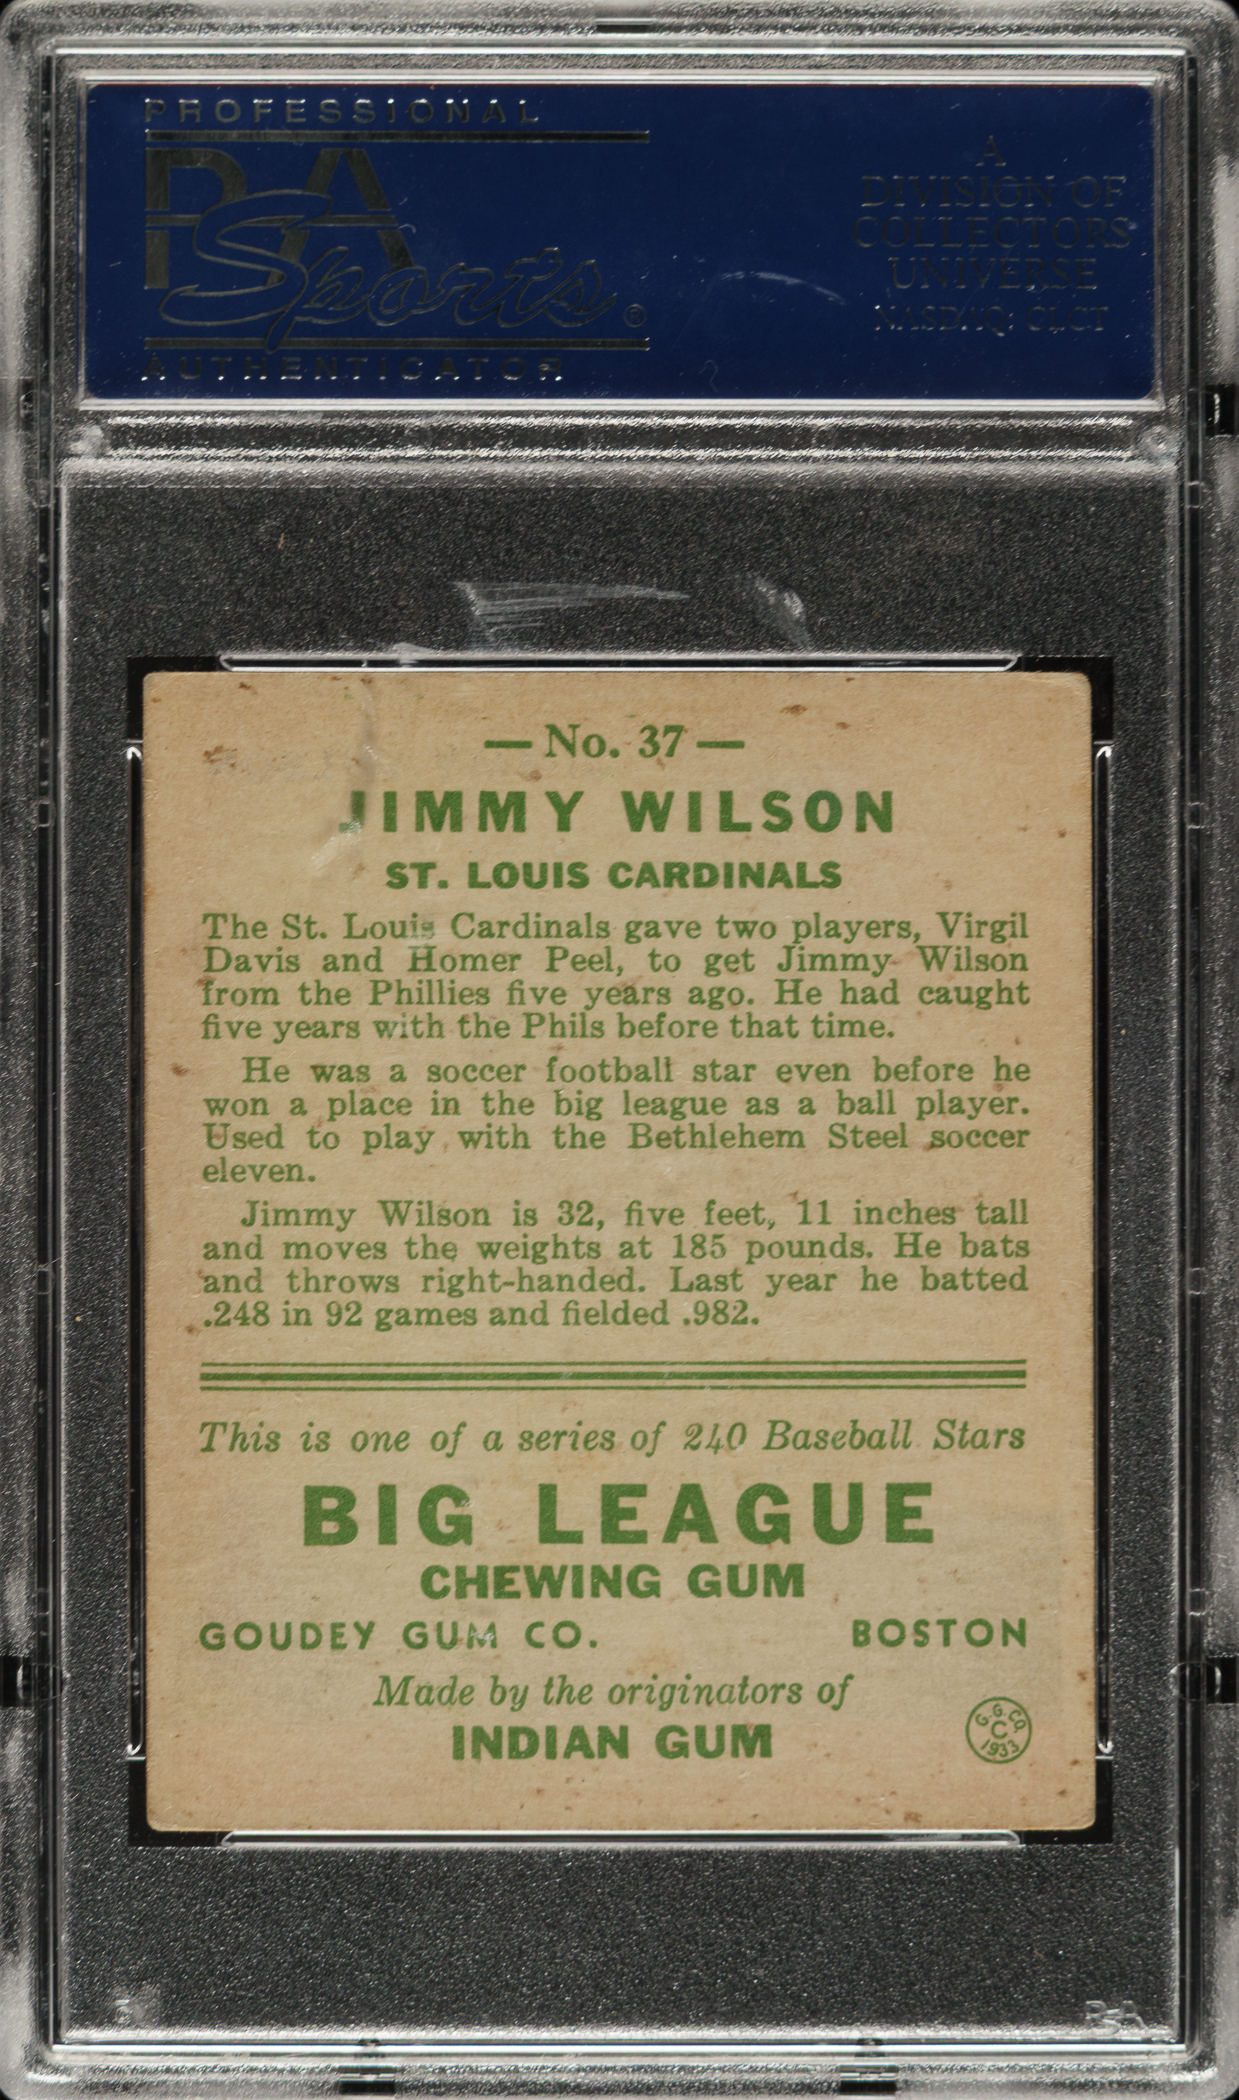 PROFESSIONAL
PSA
Sports®
AUTHENTICATOR
A
DIVISION OF
COLLECTORS
UNIVERSE
NASDAQ: CLCT
— No. 37 —
JIMMY WILSON
ST. LOUIS CARDINALS
The St. Louis Cardinals gave two players, Virgil
Davis and Homer Peel, to get Jimmy Wilson
from the Phillies five years ago. He had caught
five years with the Phils before that time.
He was a soccer football star even before he
won a place in the big league as a ball player.
Used to play with the Bethlehem Steel soccer
eleven.
Jimmy Wilson is 32, five feet, 11 inches tall
and moves the weights at 185 pounds. He bats
and throws right-handed. Last year he batted
.248 in 92 games and fielded .982.
This is one of a series of 240 Baseball Stars
BIG LEAGUE
CHEWING GUM
GOUDEY GUM CO. BOSTON
Made by the originators of
INDIAN GUM
G. G. CO.
C
1933
PSA